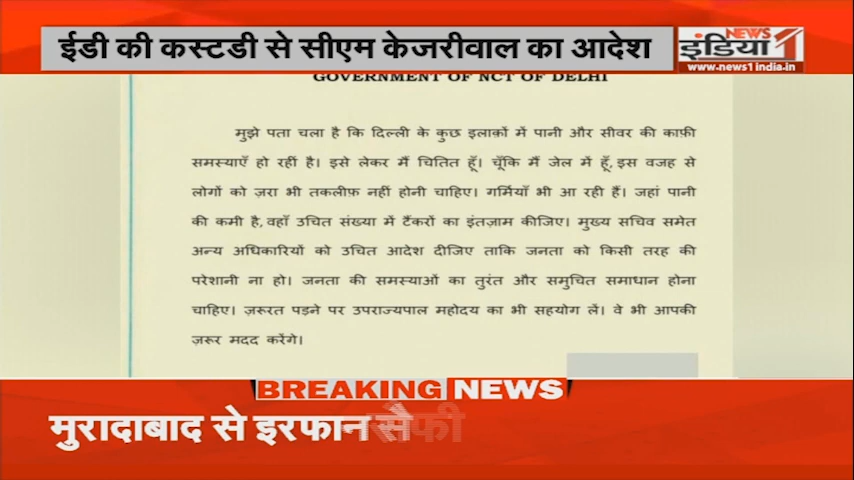 ईडी की कस्टडी से सीएम केजरीवाल का आदेश
NEWS
इंडिया 1
www.news1india.in
GOVERNMENT OF NCT OF DELHI
मुझे पता चला है कि दिल्ली के कुछ इलाक़ों में पानी और सीवर की काफ़ी
समस्याएँ हो रहीं है। इसे लेकर मैं चिंतित हूँ। चूँकि मैं जेल में हूँ, इस वजह से
लोगों को ज़रा भी तकलीफ़ नहीं होनी चाहिए। गर्मियाँ भी आ रही हैं। जहां पानी
की कमी है, वहाँ उचित संख्या में टैंकरों का इंतज़ाम कीजिए। मुख्य सचिव समेत
अन्य अधिकारियों को उचित आदेश दीजिए ताकि जनता को किसी तरह की
परेशानी ना हो। जनता की समस्याओं का तुरंत और समुचित समाधान होना
चाहिए। ज़रूरत पड़ने पर उपराज्यपाल महोदय का भी सहयोग लें। वे भी आपकी
ज़रूर मदद करेंगे।
BREAKING NEWS
मुरादाबाद से इरफान सैफी